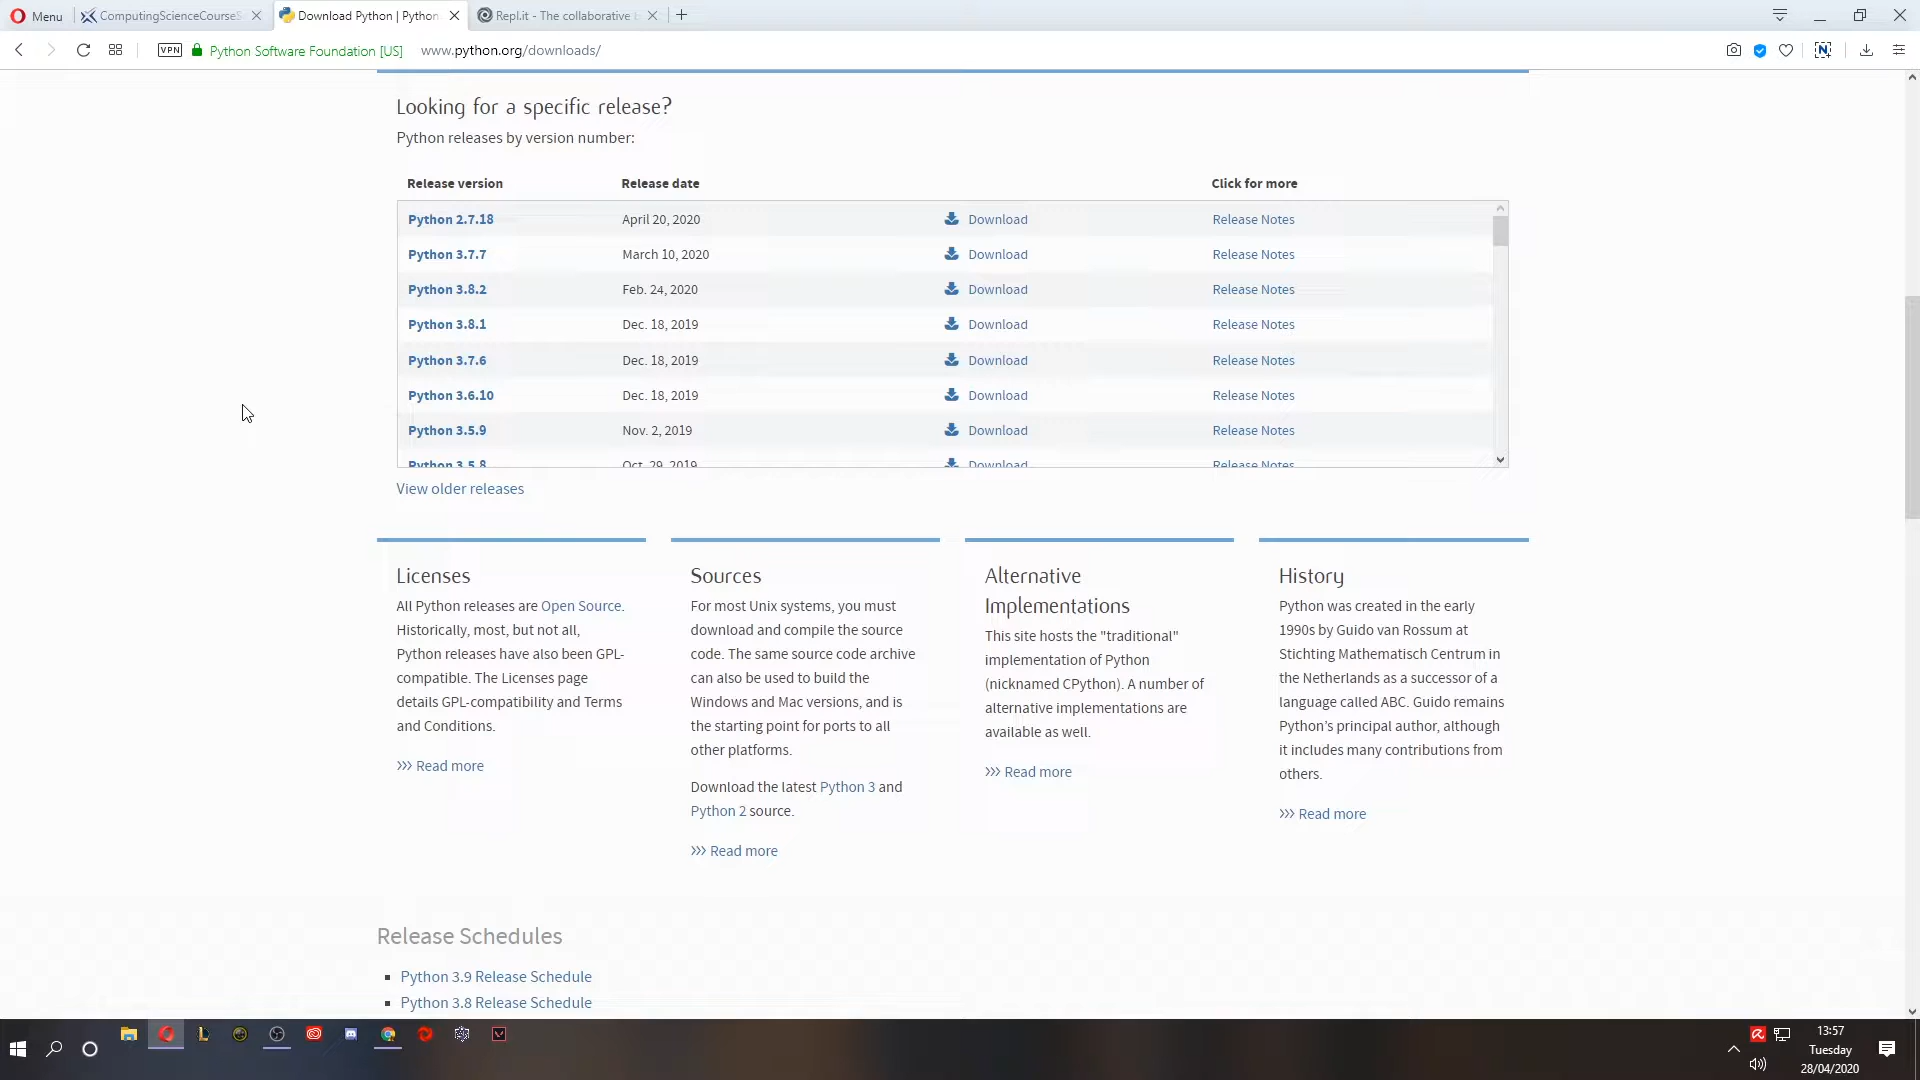 Menu
ComputingScienceCourseS
Download Python | Python
Repl.it - The collaborative
VPN
Python Software Foundation [US]
www.python.org/downloads/
Looking for a specific release?
Python releases by version number:
Release version Release date Click for more
Python 2.7.18 April 20, 2020 Download Release Notes
Python 3.7.7 March 10, 2020 Download Release Notes
Python 3.8.2 Feb. 24, 2020 Download Release Notes
Python 3.8.1 Dec. 18, 2019 Download Release Notes
Python 3.7.6 Dec. 18, 2019 Download Release Notes
Python 3.6.10 Dec. 18, 2019 Download Release Notes
Python 3.5.9 Nov. 2, 2019 Download Release Notes
Python 3.5.8 Oct. 29, 2019 Download Release Notes
View older releases
Licenses
All Python releases are Open Source.
Historically, most, but not all,
Python releases have also been GPL-
compatible. The Licenses page
details GPL-compatibility and Terms
and Conditions.
>>> Read more
Sources
For most Unix systems, you must
download and compile the source
code. The same source code archive
can also be used to build the
Windows and Mac versions, and is
the starting point for ports to all
other platforms.
Download the latest Python 3 and
Python 2 source.
>>> Read more
Alternative
Implementations
This site hosts the "traditional"
implementation of Python
(nicknamed CPython). A number of
alternative implementations are
available as well.
>>> Read more
History
Python was created in the early
1990s by Guido van Rossum at
Stichting Mathematisch Centrum in
the Netherlands as a successor of a
language called ABC. Guido remains
Python’s principal author, although
it includes many contributions from
others.
>>> Read more
Release Schedules
Python 3.9 Release Schedule
Python 3.8 Release Schedule
13:57
Tuesday
28/04/2020